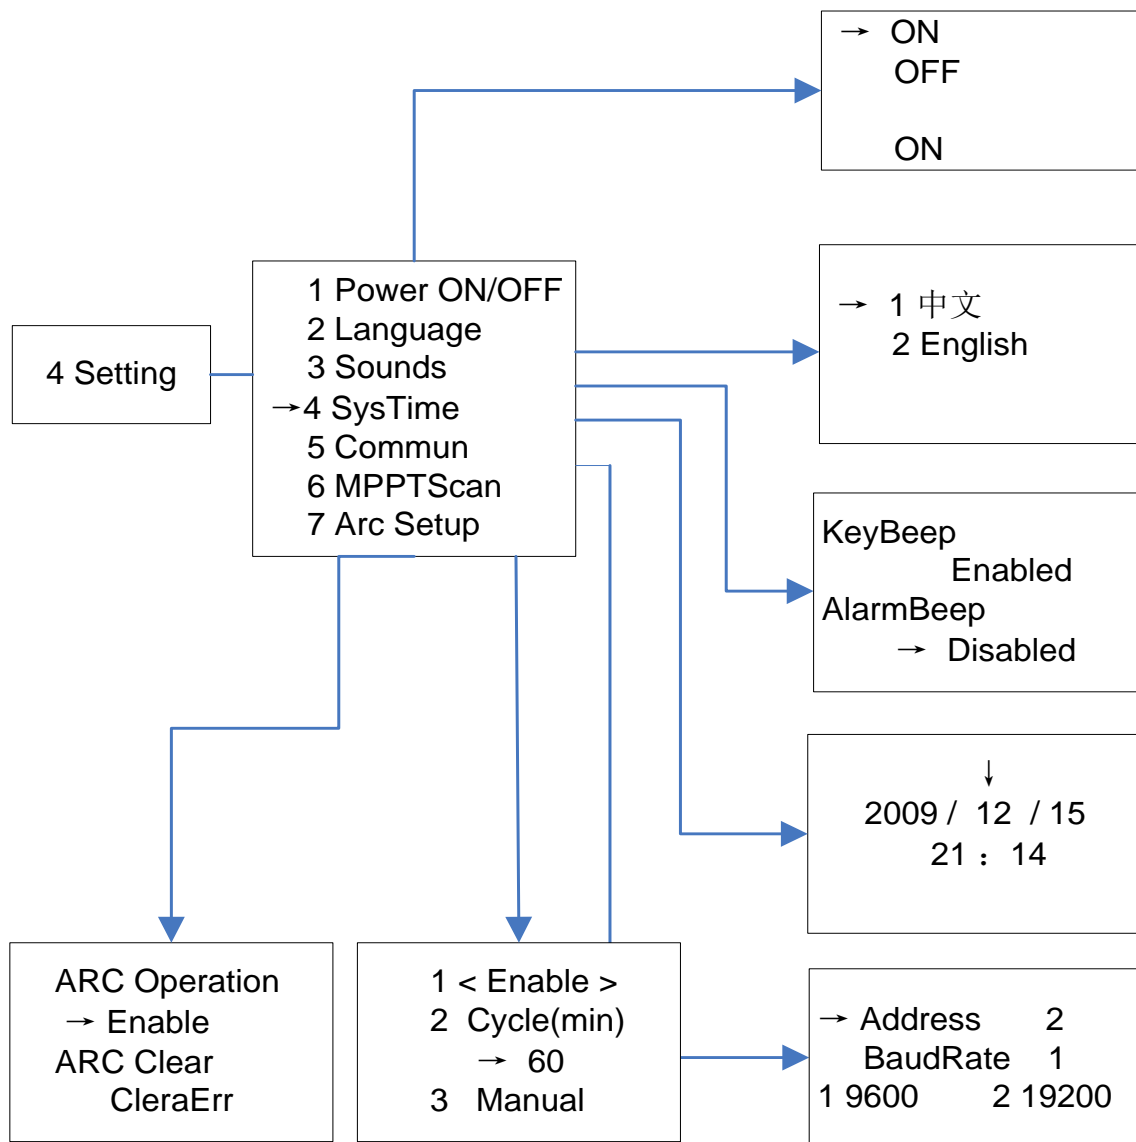 → ON
OFF
ON
4 Setting
1 Power ON/OFF
2 Language
3 Sounds
→4 SysTime
5 Commun
6 MPPTScan
7 Arc Setup
→ 1 中文
2 English
KeyBeep
Enabled
AlarmBeep
→ Disabled
↓
2009 / 12 / 15
21 : 14
ARC Operation
→ Enable
ARC Clear
CleraErr
1 < Enable >
2 Cycle(min)
→ 60
3 Manual
→ Address 2
BaudRate 1
1 9600 2 19200